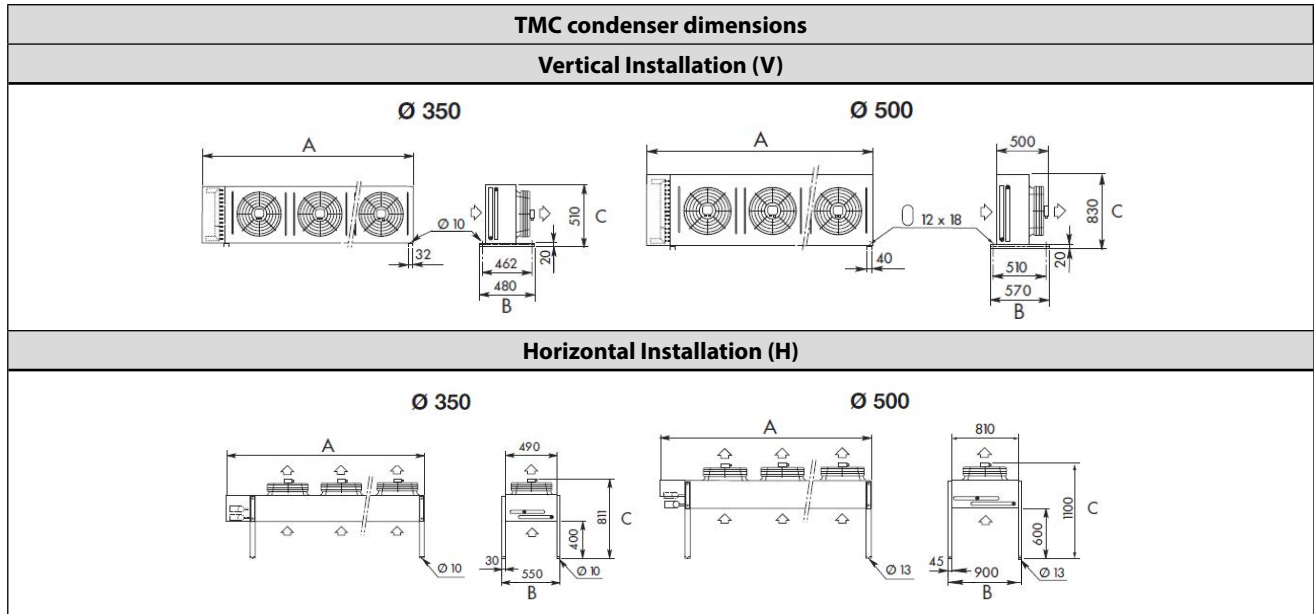 TMC condenser dimensions
Vertical Installation (V)
Ø 350
A
Ø 10
32
510
C
20
462
480
B
Ø 500
A
500
12 x 18
40
830
C
20
510
570
B
Horizontal Installation (H)
Ø 350
A
Ø 10
490
811
C
400
30
550
Ø 10
B
Ø 500
A
Ø 13
810
1100
C
600
45
900
Ø 13
B